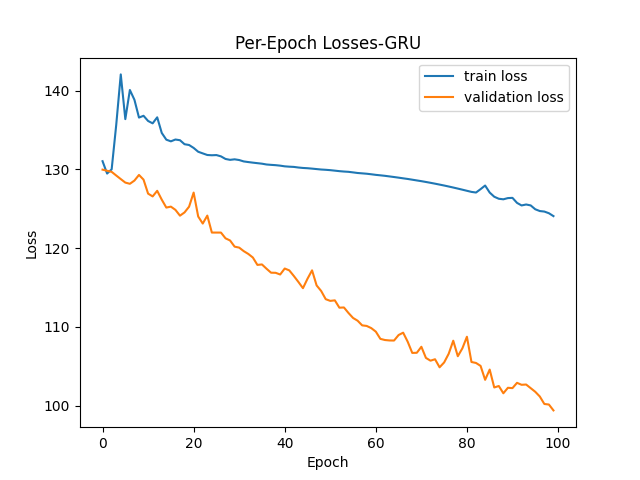 Per-Epoch Losses-GRU
train loss
validation loss
Loss
140
130
120
110
100
0 20 40 60 80 100
Epoch